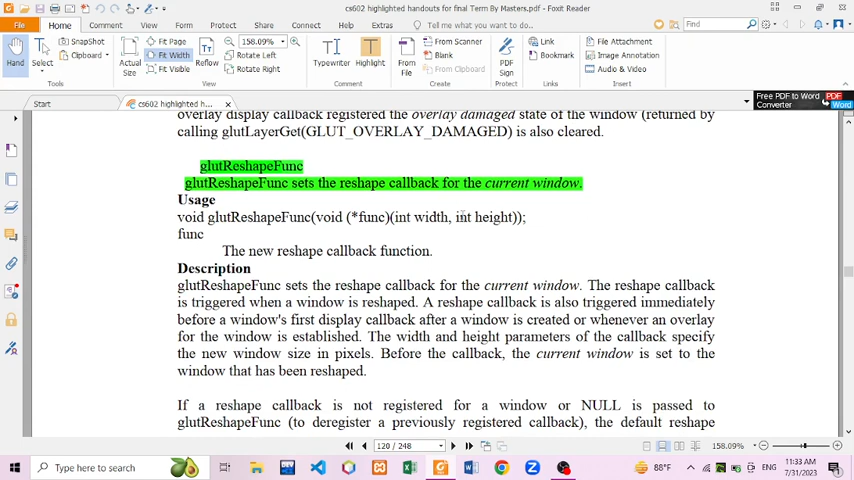 cs602 highlighted handouts for final Term By Masters.pdf - Foxit Reader
File Home Comment View Form Protect Share Extras Tell me what you want to do... Find
Hand Select SnapShot Clipboard Actual Size Fit Page Fit Width Fit Visible Reflow 158.09% Rotate Left Rotate Right Typewriter Highlight From File From Scanner Blank From Clipboard PDF Sign Link Bookmark File Attachment Image Annotation Audio & Video
Tools View Comment Create Protect Links Insert
Start cs602 highlighted h... Free PDF to Word Converter PDF Word
overlay display callback registered the overlay damaged state of the window (returned by
calling glutLayerGet(GLUT_OVERLAY_DAMAGED) is also cleared.
glutReshapeFunc
glutReshapeFunc sets the reshape callback for the current window.
Usage
void glutReshapeFunc(void (*func)(int width, int height));
func
The new reshape callback function.
Description
glutReshapeFunc sets the reshape callback for the current window. The reshape callback
is triggered when a window is reshaped. A reshape callback is also triggered immediately
before a window's first display callback after a window is created or whenever an overlay
for the window is established. The width and height parameters of the callback specify
the new window size in pixels. Before the callback, the current window is set to the
window that has been reshaped.
If a reshape callback is not registered for a window or NULL is passed to
glutReshapeFunc (to deregister a previously registered callback), the default reshape
120 / 248 158.09%
Type here to search 88°F ENG 11:33 AM
7/31/2023